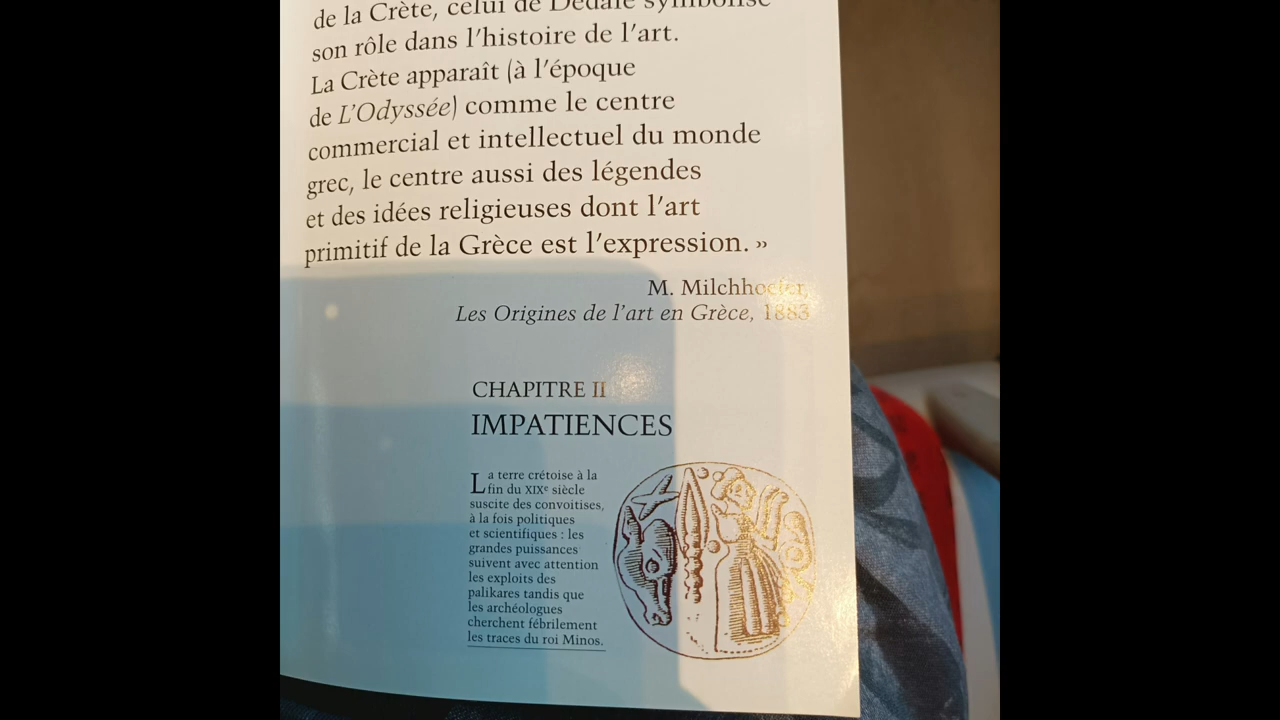 de la Crète, celui de Dédale symbolise
son rôle dans l'histoire de l'art.
La Crète apparaît (à l'époque
de L'Odyssée) comme le centre
commercial et intellectuel du monde
grec, le centre aussi des légendes
et des idées religieuses dont l'art
primitif de la Grèce est l'expression. »
M. Milchhoefer,
Les Origines de l'art en Grèce, 1883
CHAPITRE II
IMPATIENCES
La terre crétoise à la
fin du XIXe siècle
suscite des convoitises,
à la fois politiques
et scientifiques : les
grandes puissances
suivent avec attention
les exploits des
palikares tandis que
les archéologues
cherchent fébrilement
les traces du roi Minos.